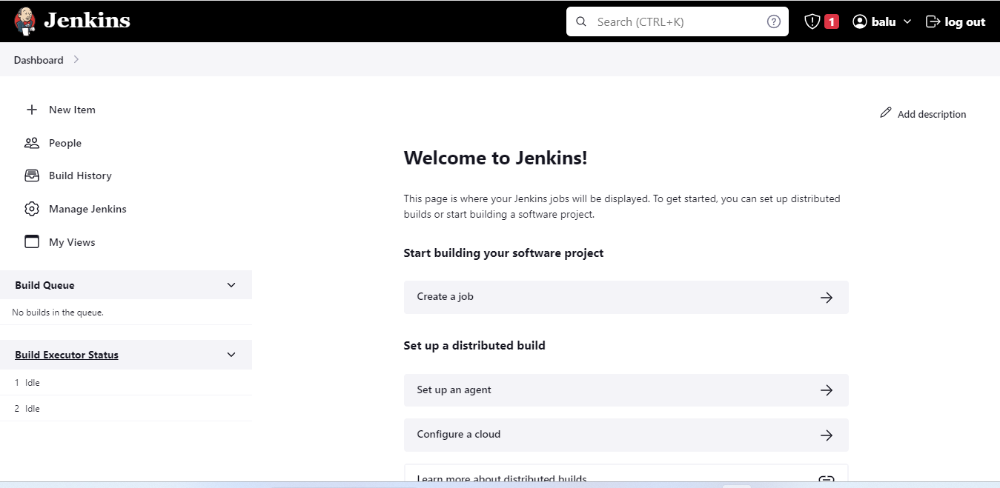 Jenkins
Search (CTRL+K)
1
balu
log out
Dashboard
New Item
People
Build History
Manage Jenkins
My Views
Build Queue
No builds in the queue.
Build Executor Status
1 Idle
2 Idle
Add description
Welcome to Jenkins!
This page is where your Jenkins jobs will be displayed. To get started, you can set up distributed
builds or start building a software project.
Start building your software project
Create a job
Set up a distributed build
Set up an agent
Configure a cloud
Learn more about distributed builds